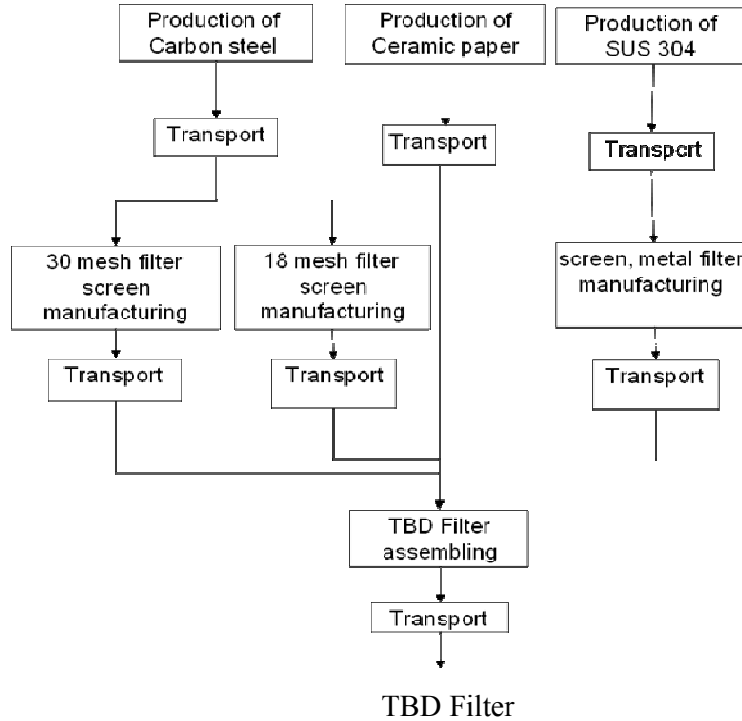 Production of
Carbon steel
Production of
Ceramic paper
Production of
SUS 304
Transport
Transport
Transport
30 mesh filter
screen
manufacturing
18 mesh filter
screen
manufacturing
screen, metal filter
manufacturing
Transport
Transport
Transport
TBD Filter
assembling
Transport
TBD Filter